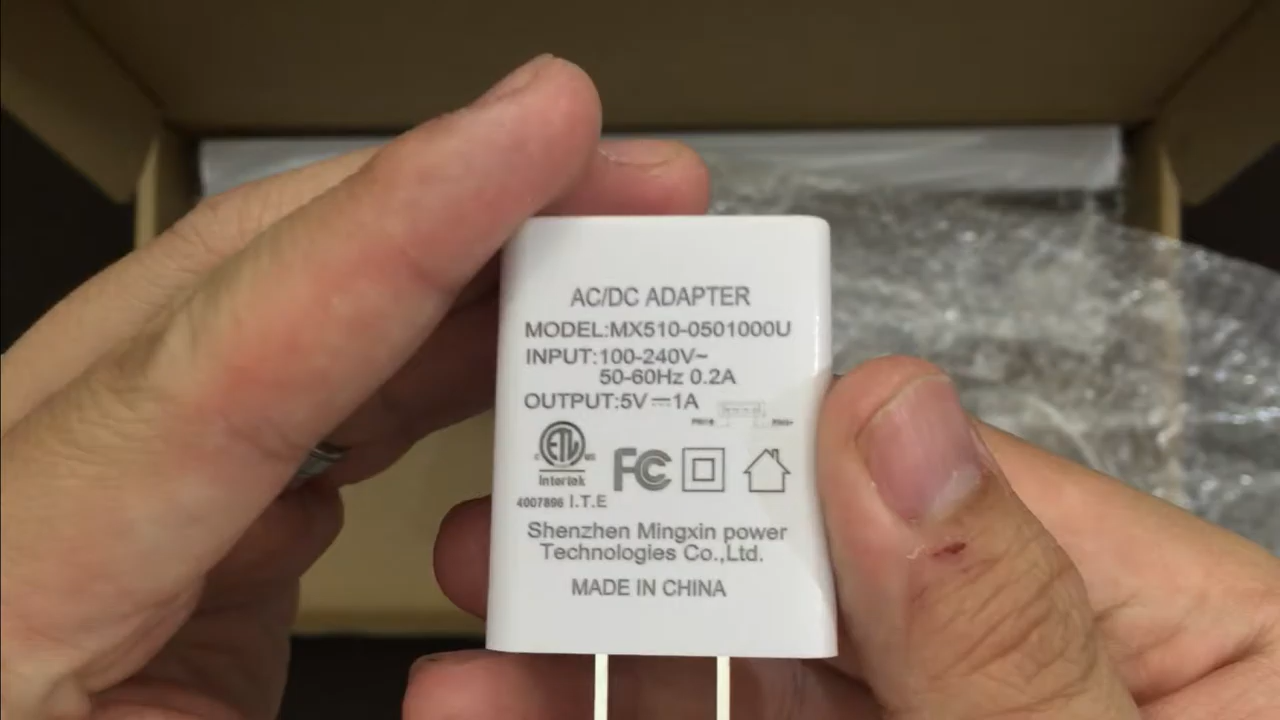 AC/DC ADAPTER
MODEL:MX510-0501000U
INPUT:100-240V~
50-60Hz 0.2A
OUTPUT:5V⎓1A
ETL
Intertek
FC
4007896 I.T.E
Shenzhen Mingxin power
Technologies Co.,Ltd.
MADE IN CHINA